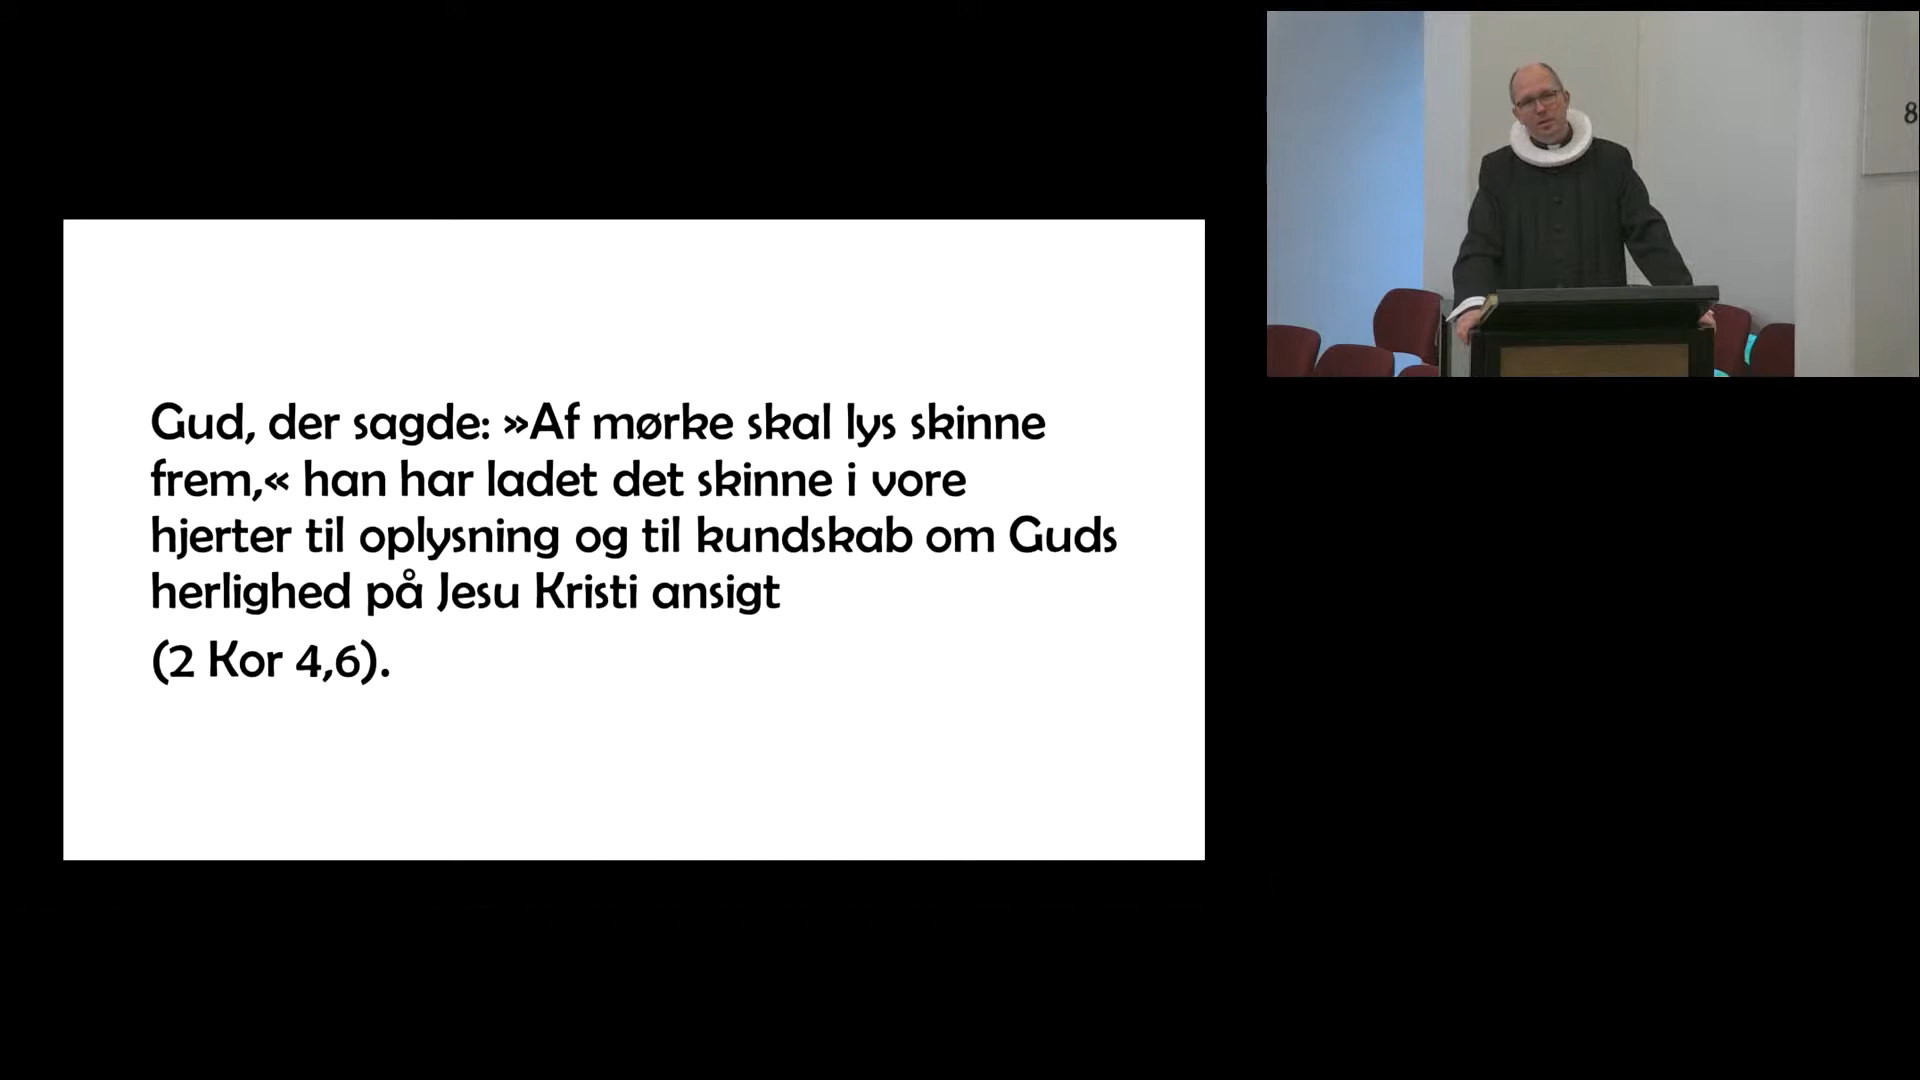 Gud, der sagde: »Af mørke skal lys skinne
frem,« han har ladet det skinne i vore
hjerter til oplysning og til kundskab om Guds
herlighed på Jesu Kristi ansigt
(2 Kor 4,6).
8